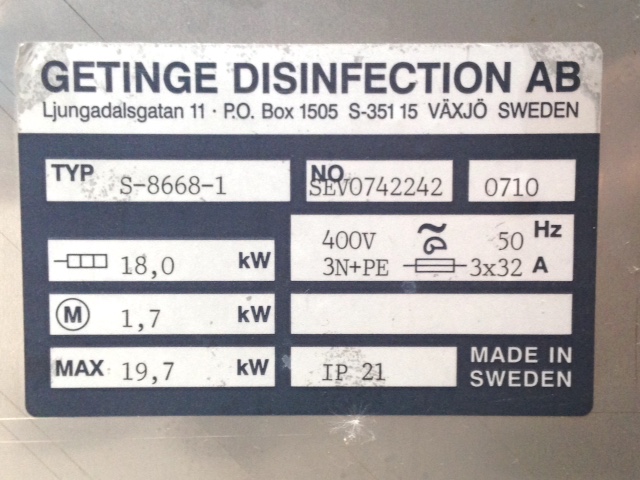 GETINGE DISINFECTION AB
Ljungadalsgatan 11 · P.O. Box 1505 S-351 15 VÄXJÖ SWEDEN
TYP S-8668-1 NO SEV0742242 0710
18,0 kW 400V 50 Hz
3N+PE 3x32 A
M 1,7 kW
MAX 19,7 kW IP 21 MADE IN
SWEDEN